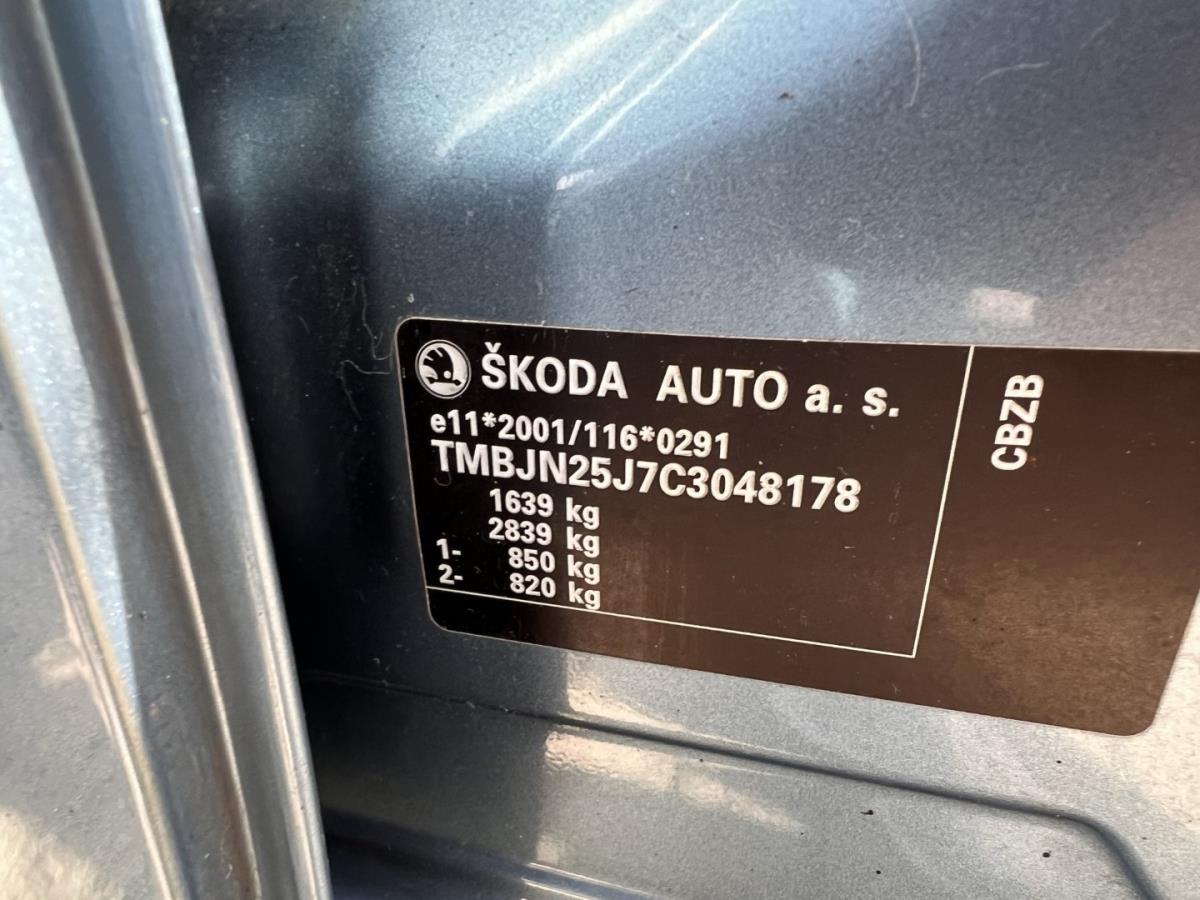 ŠKODA AUTO a. s.
e11*2001/116*0291
TMBJN25J7C3048178
1639 kg
2839 kg
1- 850 kg
2- 820 kg
CBZB